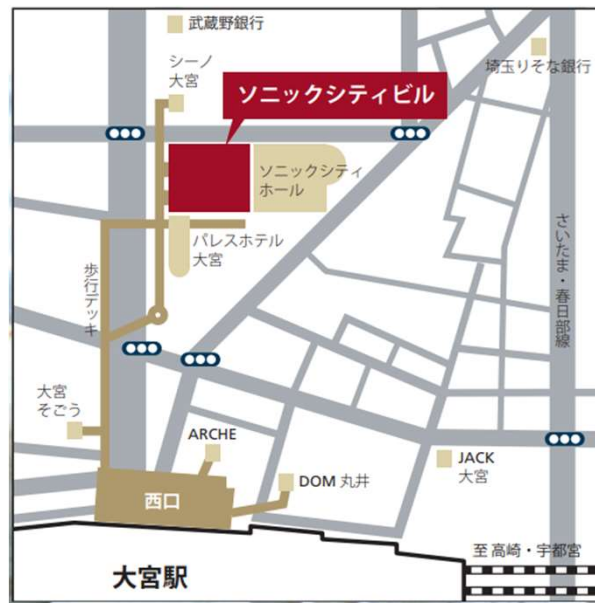 武蔵野銀行
シーノ
大宮
埼玉りそな銀行
ソニックシティビル
ソニックシティ
ホール
パレスホテル
大宮
歩行デッキ
さいたま・春日部線
大宮
そごう
ARCHE
DOM 丸井
JACK
大宮
西口
至 高崎・宇都宮
大宮駅